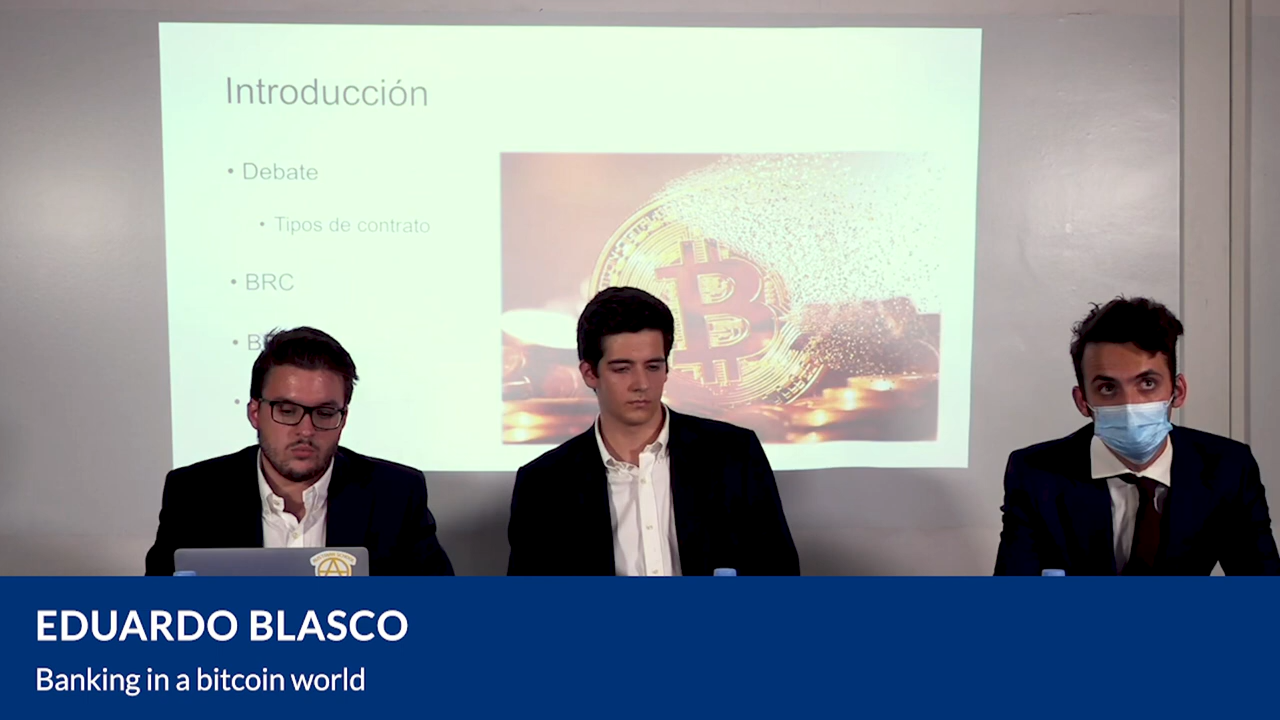 Introducción
• Debate
• Tipos de contrato
• BRC
EDUARDO BLASCO
Banking in a bitcoin world